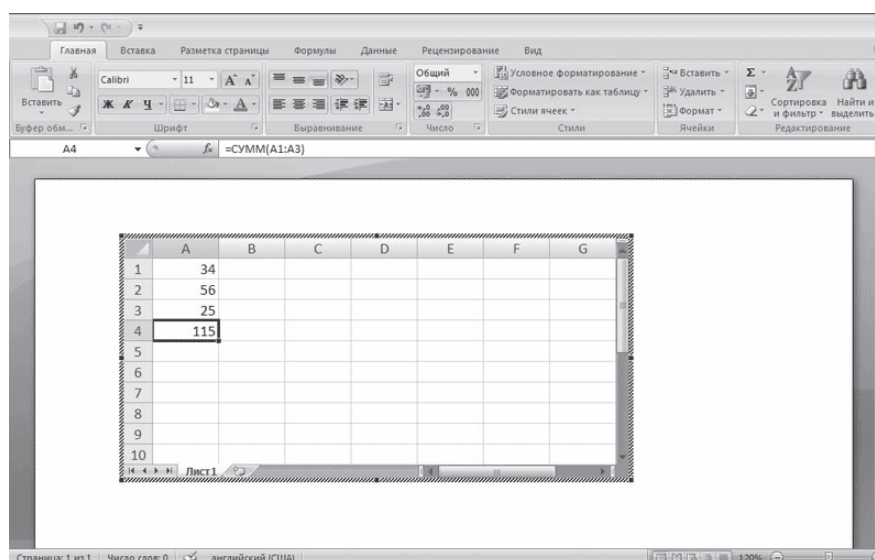 Главная Вставка Разметка страницы Формулы Данные Рецензирование Вид
Calibri 11 Общий Условное форматирование Вставить Σ
Вставить Ж К Ч % 000 Форматировать как таблицу Удалить Сортировка и фильтр Найти и выделить
Стили ячеек Формат
Буфер обм... Шрифт Выравнивание Число Стили Ячейки Редактирование
A4 fx =СУММ(A1:A3)
A B C D E F G
1 34
2 56
3 25
4 115
5
6
7
8
9
10
Лист1
Страница: 1 из 1 Число слов: 0 английский (США) 120%